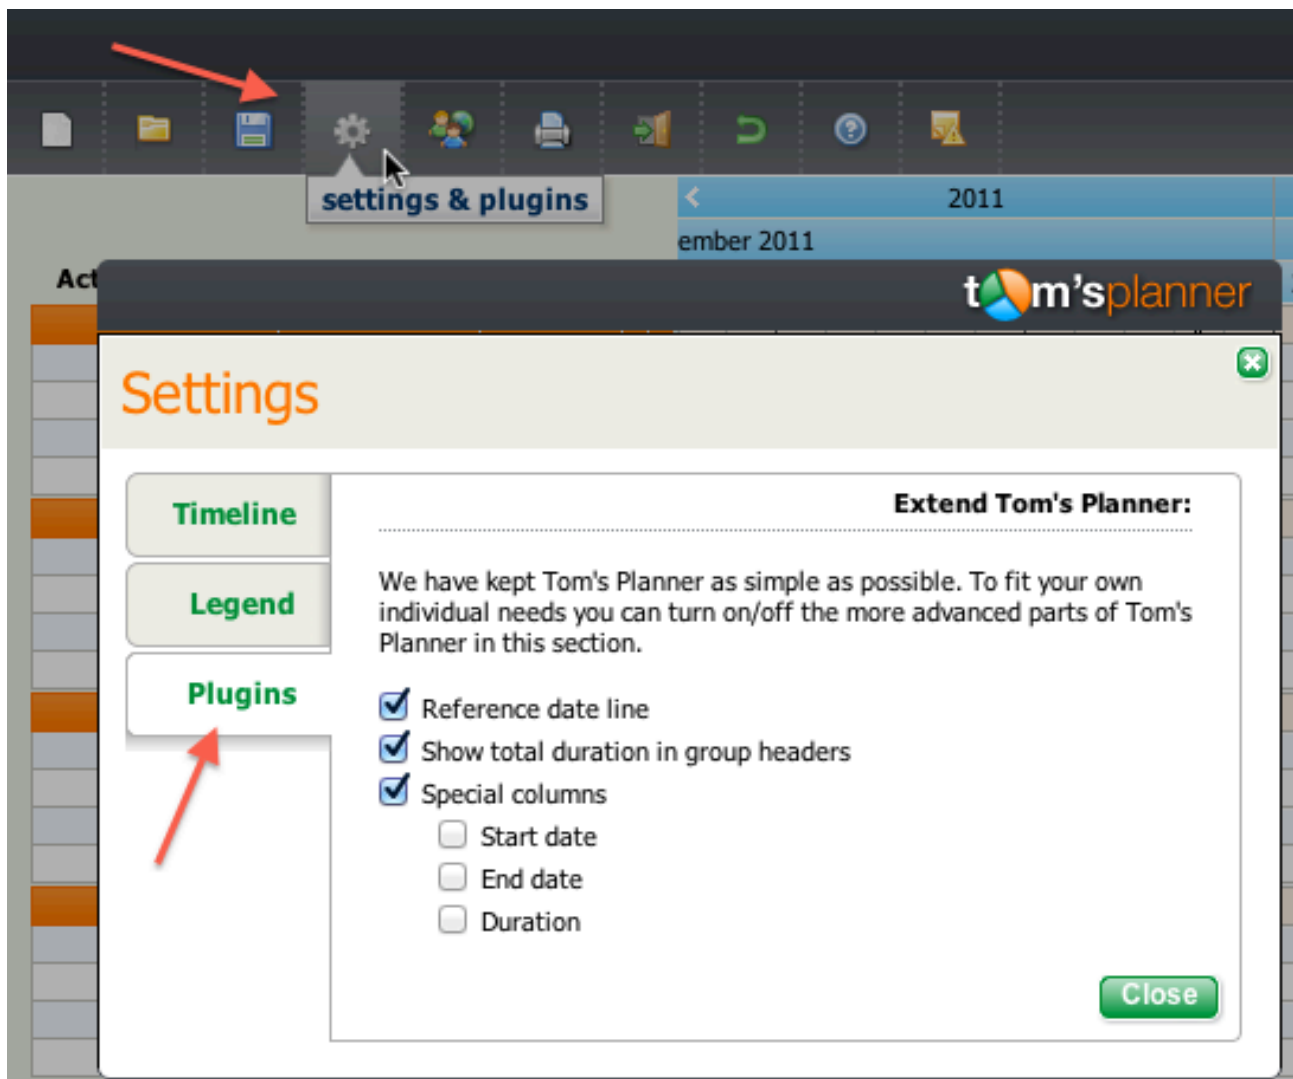 settings & plugins
2011
ember 2011
Act
tom'splanner
Settings
Timeline
Legend
Plugins
Extend Tom's Planner:
We have kept Tom's Planner as simple as possible. To fit your own
individual needs you can turn on/off the more advanced parts of Tom's
Planner in this section.
Reference date line
Show total duration in group headers
Special columns
Start date
End date
Duration
Close